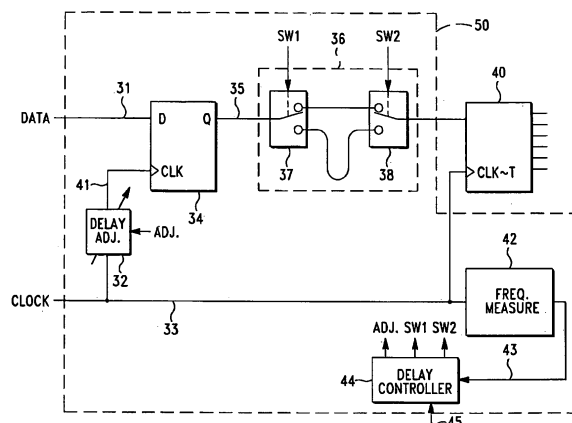 50
SW1
36
SW2
40
31
35
DATA
D
Q
41
CLK
37
38
CLK~T
34
DELAY
ADJ.
ADJ.
32
42
CLOCK
33
FREQ.
MEASURE
ADJ. SW1 SW2
43
44
DELAY
CONTROLLER
45